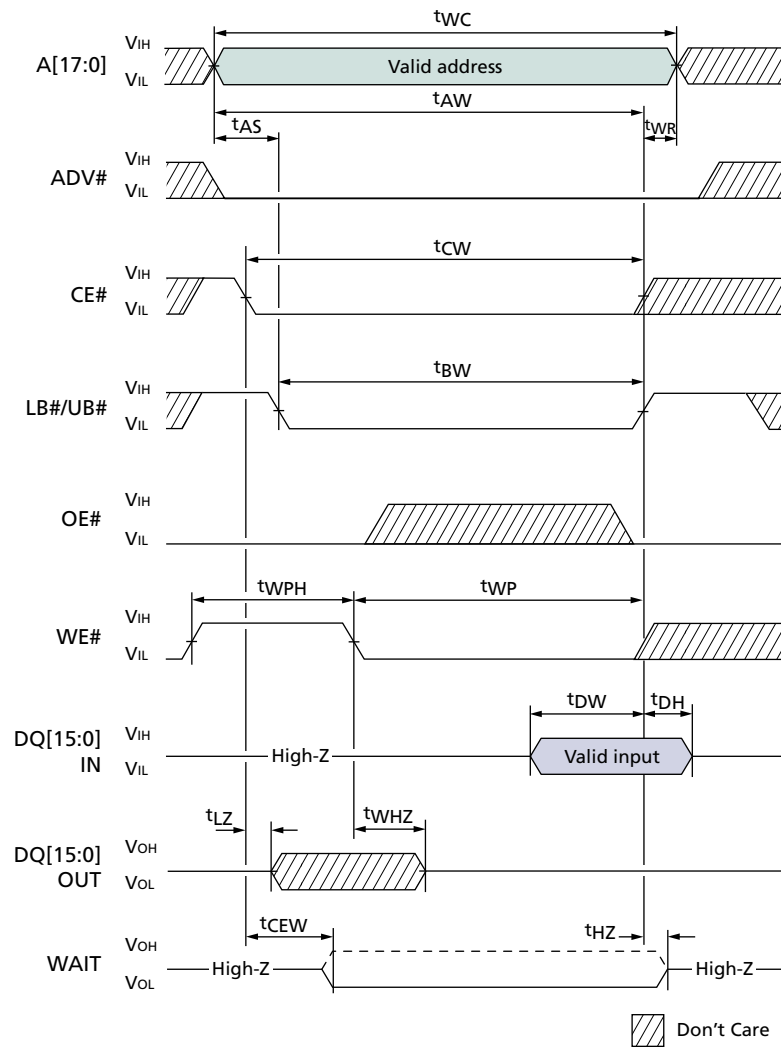 tWC
A[17:0] VIH VIL Valid address
tAW
tAS tWR
ADV# VIH VIL
tCW
CE# VIH VIL
tBW
LB#/UB# VIH VIL
OE# VIH VIL
tWPH tWP
WE# VIH VIL
tDW tDH
DQ[15:0] IN VIH VIL High-Z Valid input
tLZ tWHZ
DQ[15:0] OUT VOH VOL
tCEW tHZ
WAIT VOH VOL High-Z High-Z
Don't Care